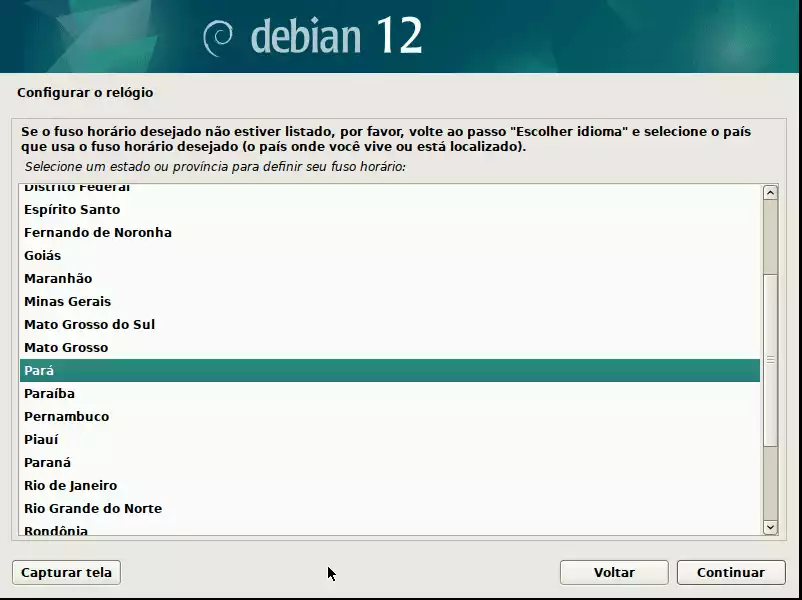 debian 12
Configurar o relógio
Se o fuso horário desejado não estiver listado, por favor, volte ao passo "Escolher idioma" e selecione o país
que usa o fuso horário desejado (o país onde você vive ou está localizado).
Selecione um estado ou província para definir seu fuso horário:
Distrito Federal
Espírito Santo
Fernando de Noronha
Goiás
Maranhão
Minas Gerais
Mato Grosso do Sul
Mato Grosso
Pará
Paraíba
Pernambuco
Piauí
Paraná
Rio de Janeiro
Rio Grande do Norte
Rondônia
Capturar tela
Voltar
Continuar